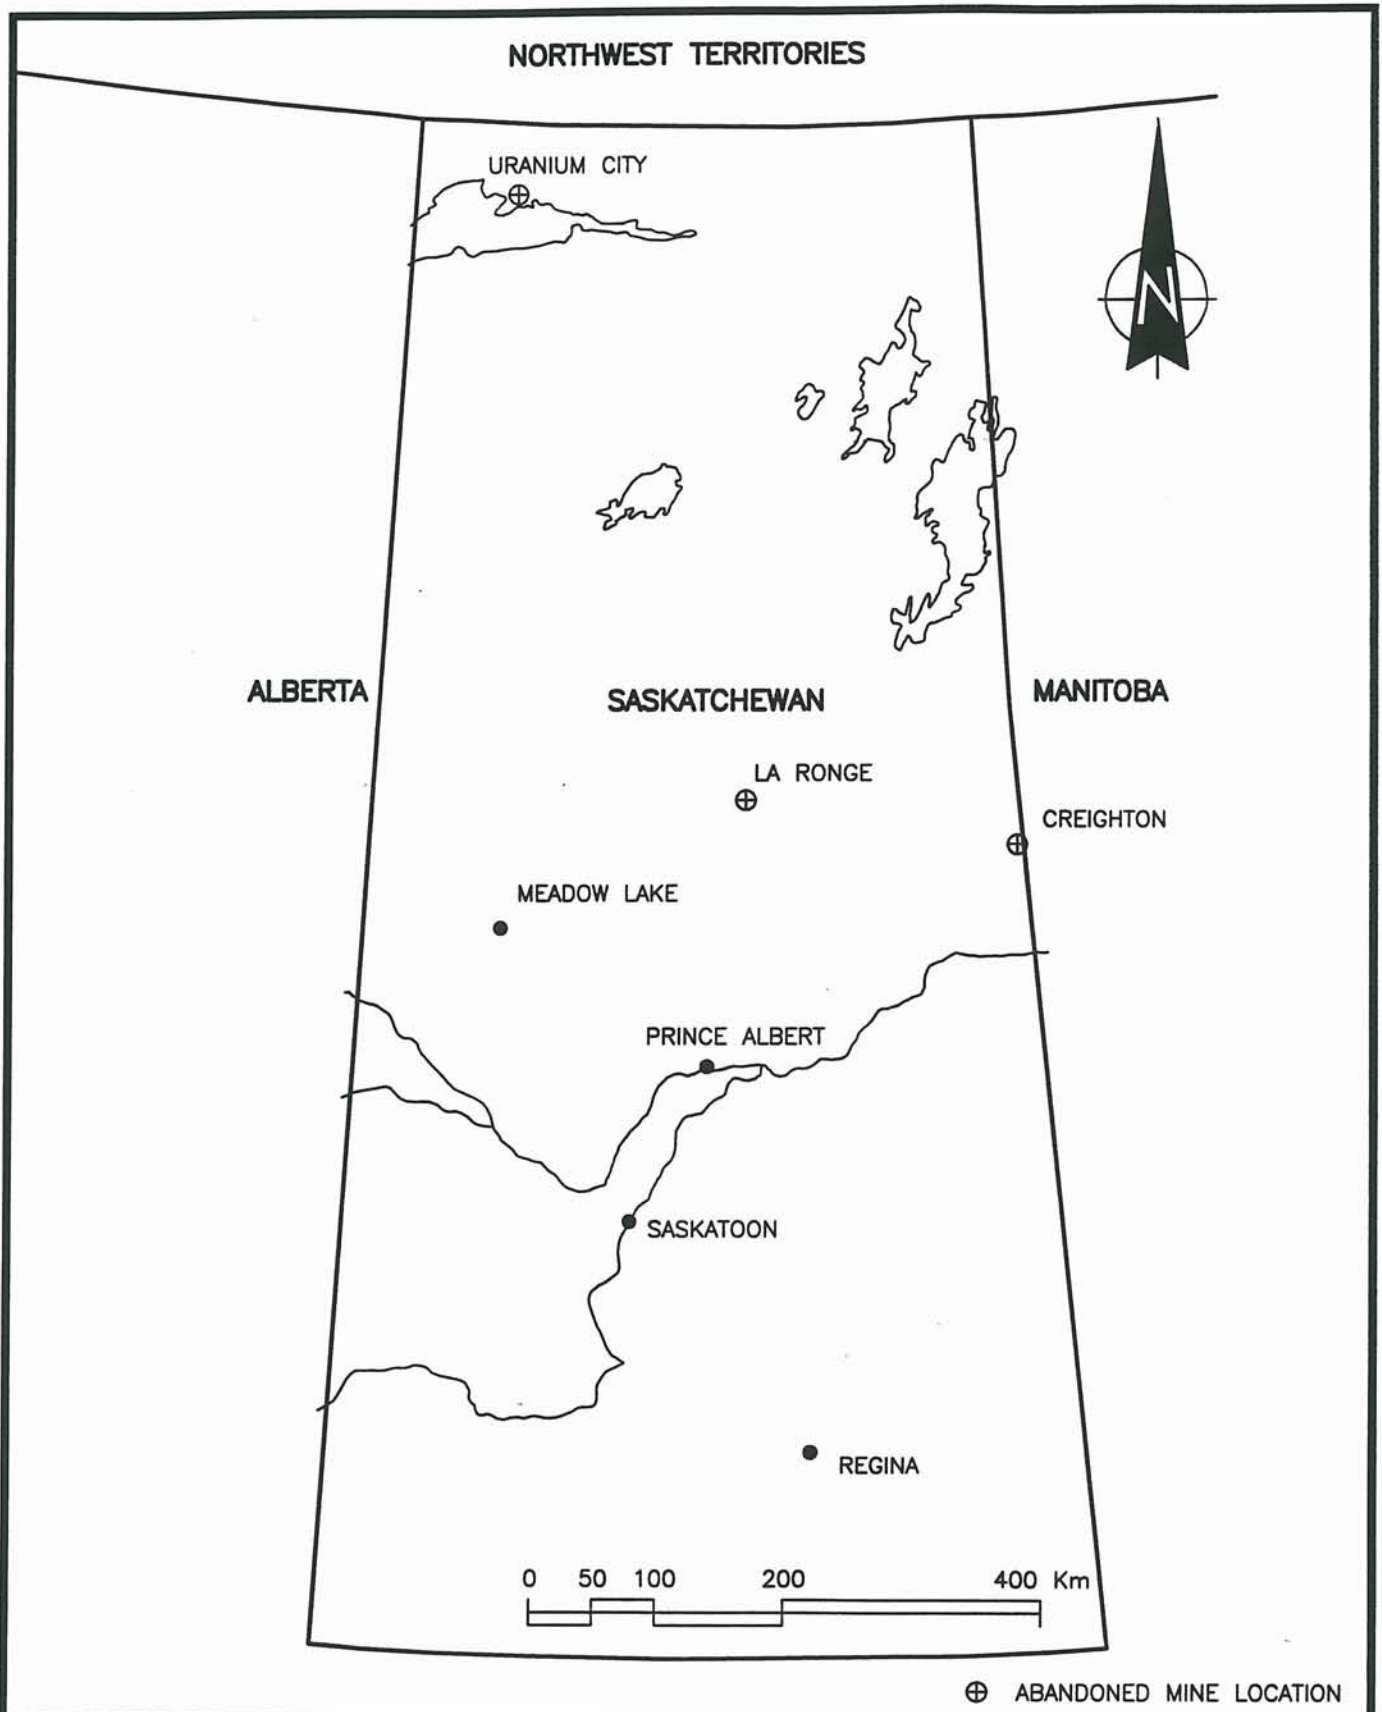 NORTHWEST TERRITORIES
URANIUM CITY
N
ALBERTA
SASKATCHEWAN
MANITOBA
LA RONGE
CREIGHTON
MEADOW LAKE
PRINCE ALBERT
SASKATOON
REGINA
0 50 100 200 400 Km
ABANDONED MINE LOCATION